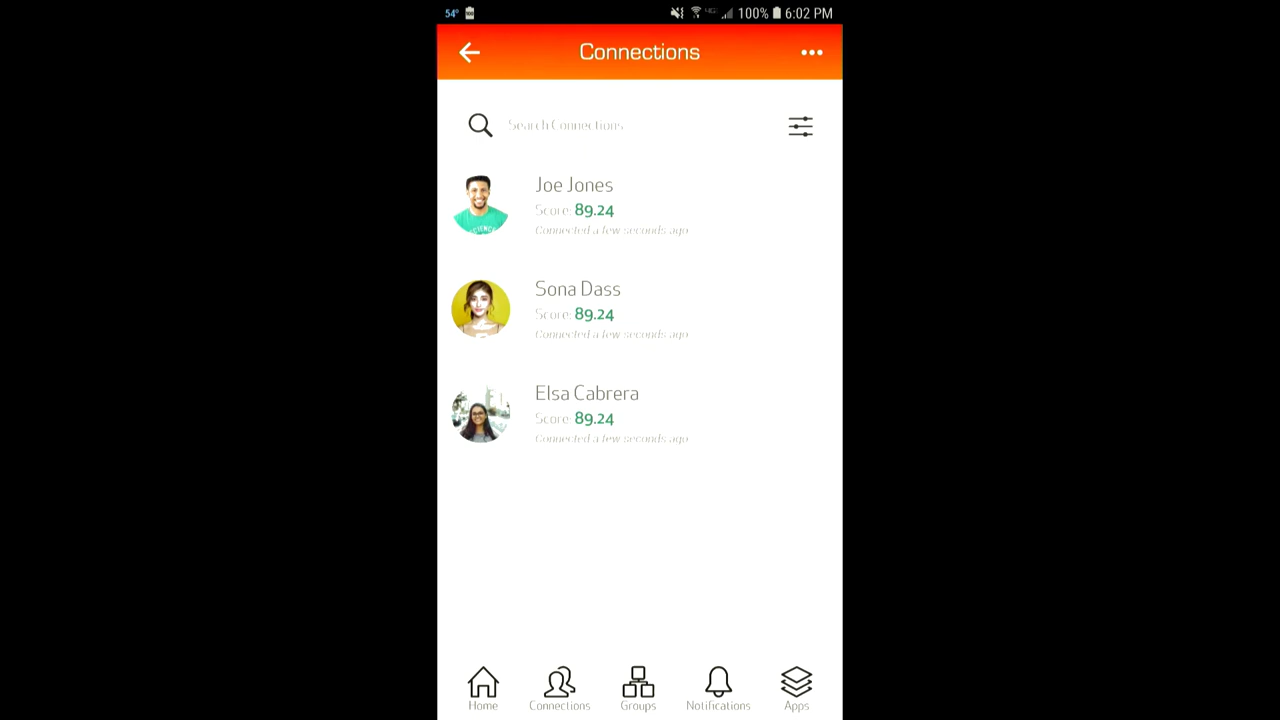 54° 100% 6:02 PM
Connections
Search Connections
Joe Jones
Score: 89.24
Connected a few seconds ago
Sona Dass
Score: 89.24
Connected a few seconds ago
Elsa Cabrera
Score: 89.24
Connected a few seconds ago
Home Connections Groups Notifications Apps